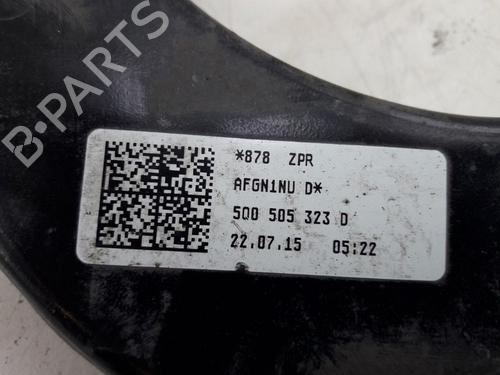 B-PARTS
*878 ZPR
AFGN1NU D*
5Q0 505 323 D
22.07.15 05:22